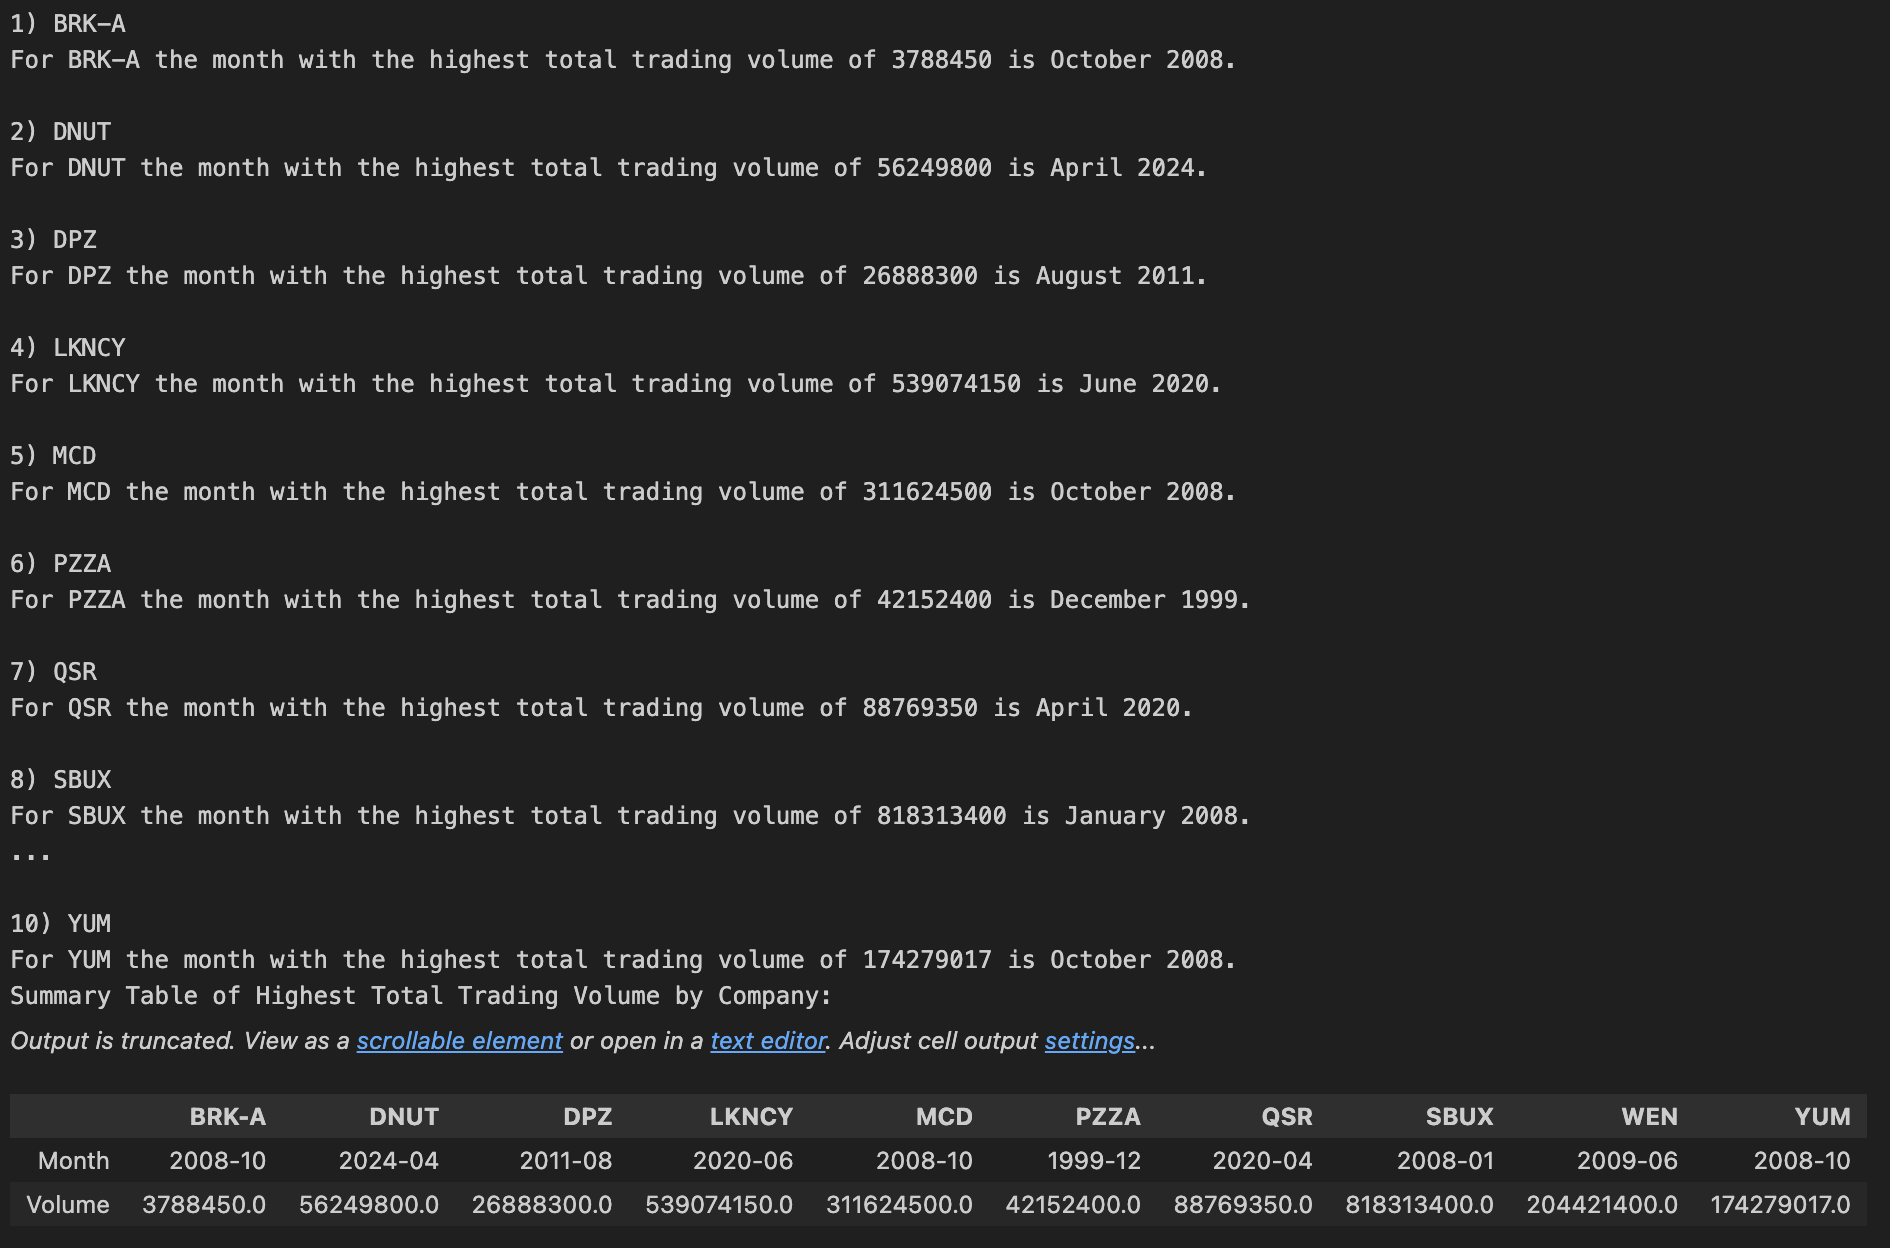 1) BRK-A
For BRK-A the month with the highest total trading volume of 3788450 is October 2008.
2) DNUT
For DNUT the month with the highest total trading volume of 56249800 is April 2024.
3) DPZ
For DPZ the month with the highest total trading volume of 26888300 is August 2011.
4) LKNCY
For LKNCY the month with the highest total trading volume of 539074150 is June 2020.
5) MCD
For MCD the month with the highest total trading volume of 311624500 is October 2008.
6) PZZA
For PZZA the month with the highest total trading volume of 42152400 is December 1999.
7) QSR
For QSR the month with the highest total trading volume of 88769350 is April 2020.
8) SBUX
For SBUX the month with the highest total trading volume of 818313400 is January 2008.
...
10) YUM
For YUM the month with the highest total trading volume of 174279017 is October 2008.
Summary Table of Highest Total Trading Volume by Company:
Output is truncated. View as a scrollable element or open in a text editor. Adjust cell output settings...
BRK-A DNUT DPZ LKNCY MCD PZZA QSR SBUX WEN YUM
Month 2008-10 2024-04 2011-08 2020-06 2008-10 1999-12 2020-04 2008-01 2009-06 2008-10
Volume 3788450.0 56249800.0 26888300.0 539074150.0 311624500.0 42152400.0 88769350.0 818313400.0 204421400.0 174279017.0